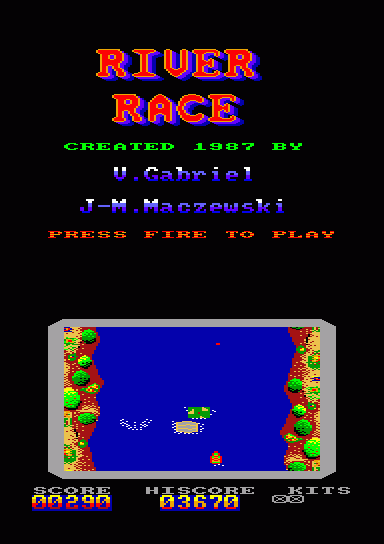 RIVER
RACE
CREATED 1987 BY
V.Gabriel
J-M.Maczewski
PRESS FIRE TO PLAY
SCORE HISCORE KITS
00290 03670